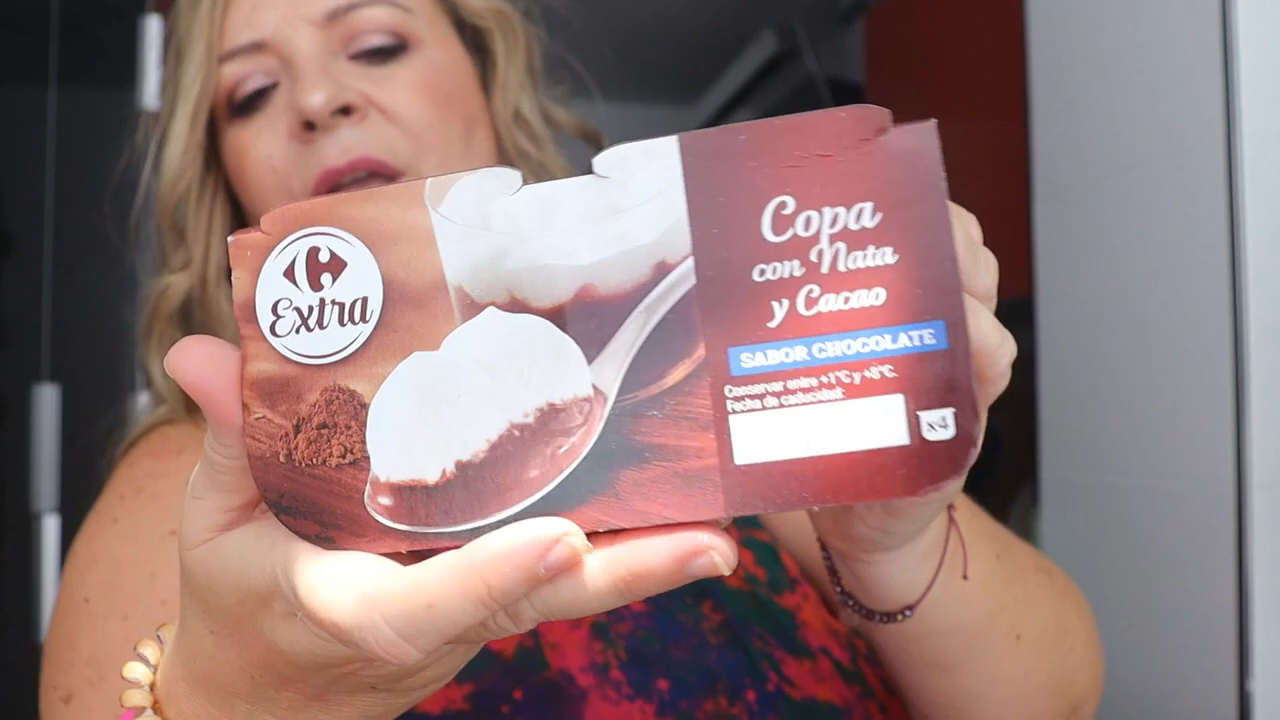 Extra
Copa
con Nata
y Cacao
SABOR CHOCOLATE
Conservar entre +1°C y +8°C.
Fecha de caducidad:
x4